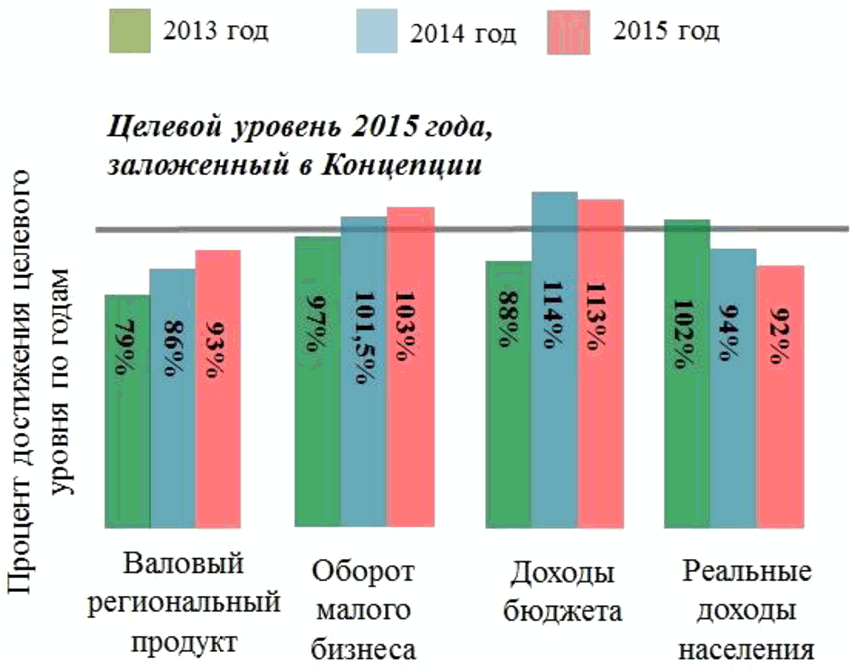 2013 год
2014 год
2015 год
Целевой уровень 2015 года,
заложенный в Концепции
Процент достижения целевого
уровня по годам
79%
86%
93%
97%
101,5%
103%
88%
114%
113%
102%
94%
92%
Валовый
региональный
продукт
Оборот
малого
бизнеса
Доходы
бюджета
Реальные
доходы
населения